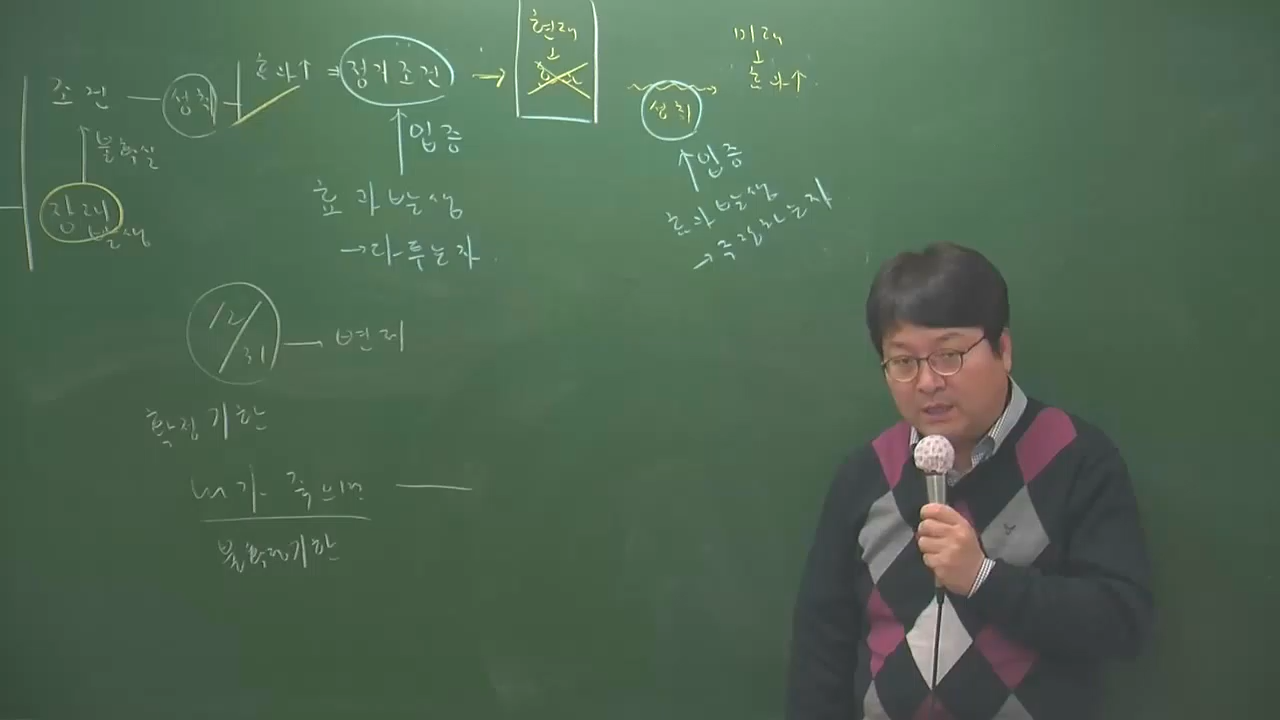 조건 — 성취 효과↑ ⇒ 정지조건 →
현재
↓
효과
미래
↓
효과↑
성취
↑불확실
장래
발생
↑입증
효과발생
→다투는자
↑입증
효과발생
→주장하는자
12/31 — 변제
확정기한
내가 죽으면 —
불확정기한